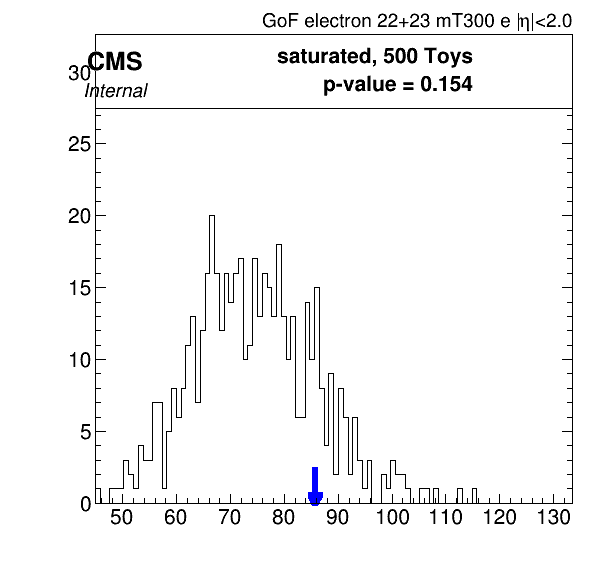 GoF electron 22+23 mT300 e |η|<2.0
CMS
Internal
saturated, 500 Toys
p-value = 0.154
30
25
20
15
10
5
0
50 60 70 80 90 100 110 120 130